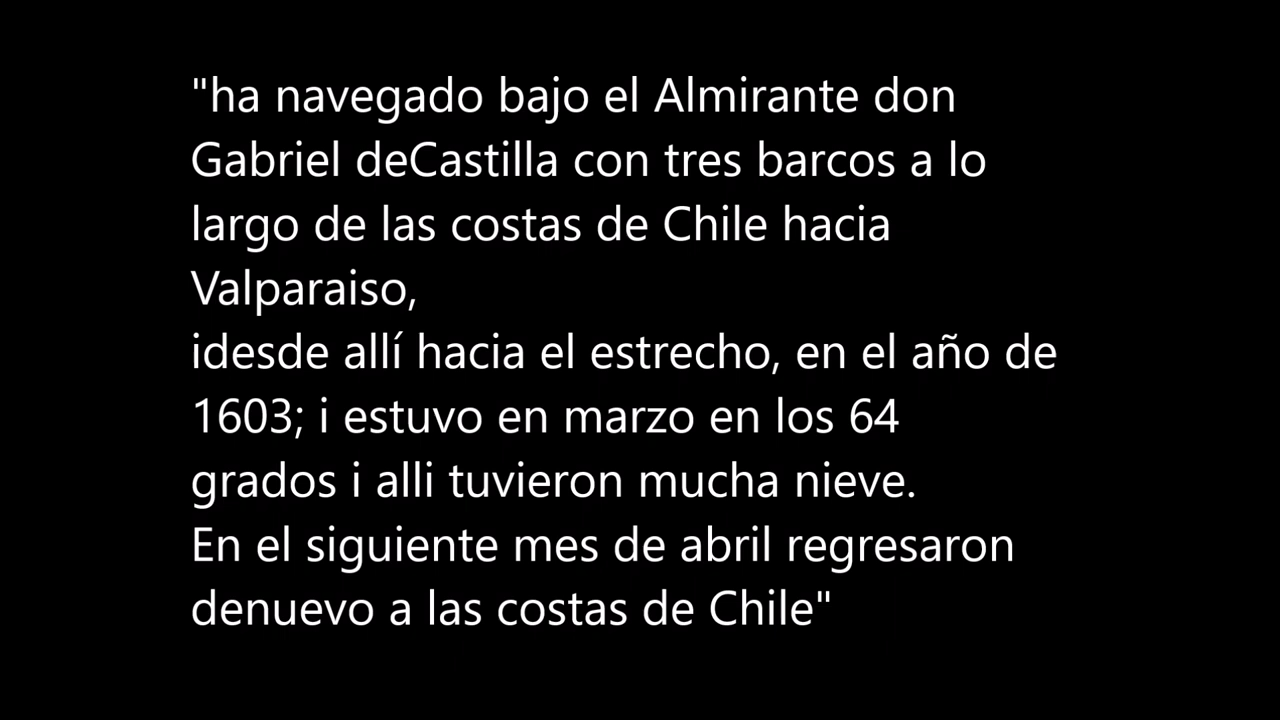 "ha navegado bajo el Almirante don
Gabriel deCastilla con tres barcos a lo
largo de las costas de Chile hacia
Valparaiso,
idesde allí hacia el estrecho, en el año de
1603; i estuvo en marzo en los 64
grados i alli tuvieron mucha nieve.
En el siguiente mes de abril regresaron
denuevo a las costas de Chile"